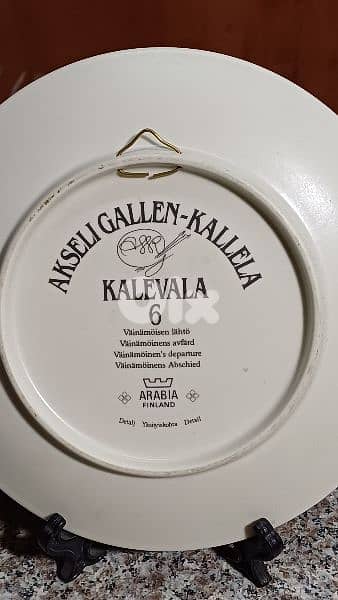 AKSELI GALLEN-KALLELA
KALEVALA
6
Väinämöisen lähtö
Väinämöinens avfärd
Väinämöinen's departure
Väinämöinens Abschied
ARABIA
FINLAND
Detalj Yksityiskohta Detail